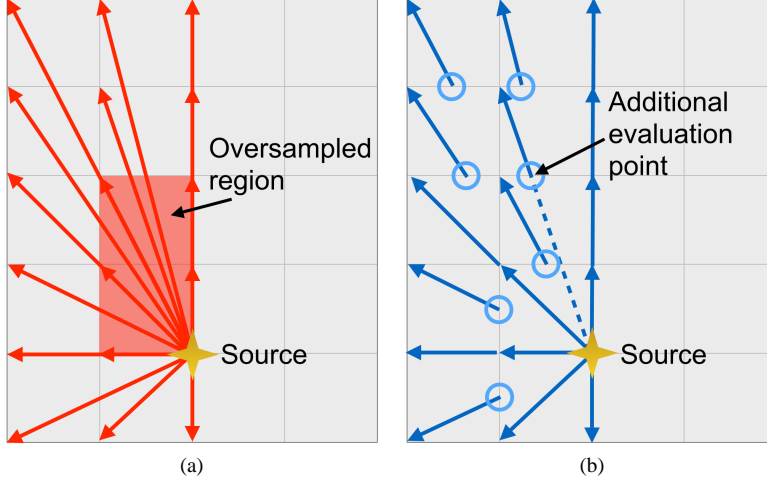 Oversampled
region
Source
(a)
Additional
evaluation
point
Source
(b)